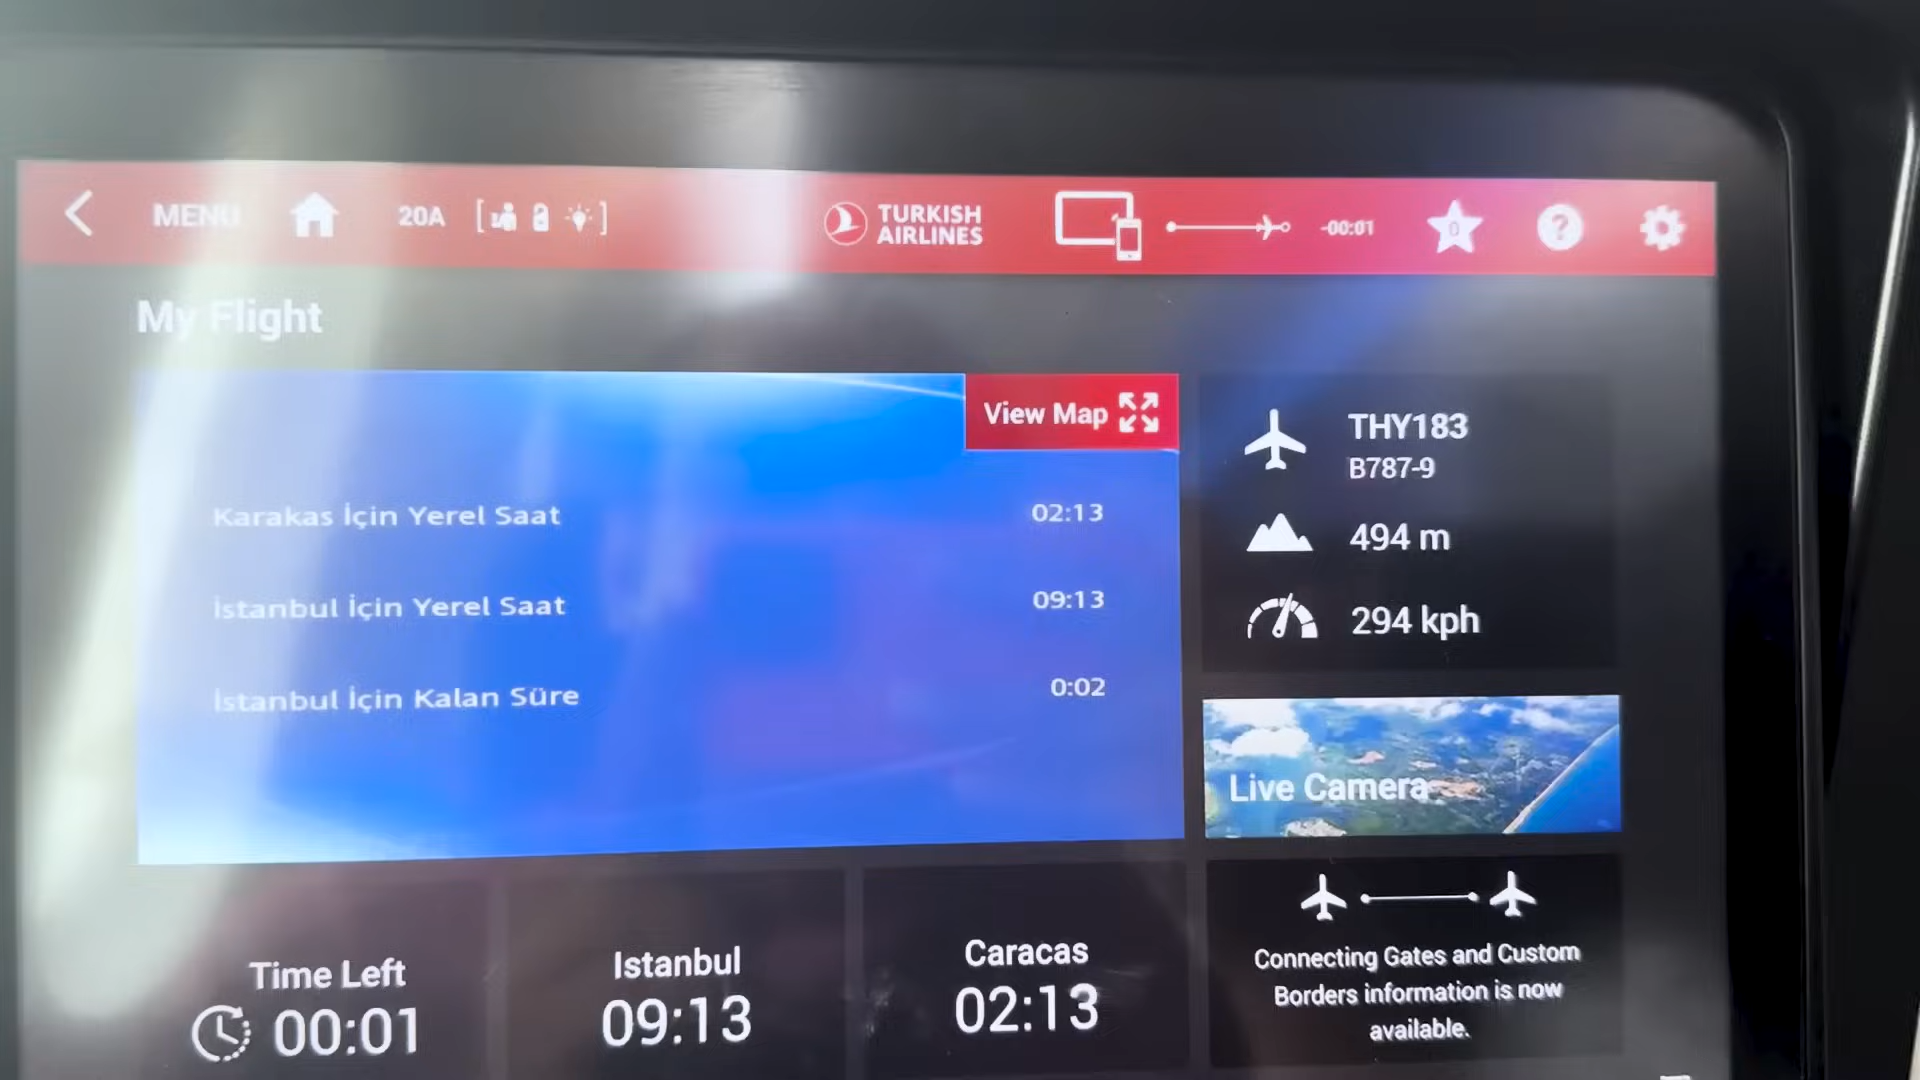 MENU
20A
TURKISH
AIRLINES
-00:01
0
My Flight
View Map
Karakas İçin Yerel Saat 02:13
İstanbul İçin Yerel Saat 09:13
İstanbul İçin Kalan Süre 0:02
THY183
B787-9
494 m
294 kph
Live Camera
Time Left
00:01
Istanbul
09:13
Caracas
02:13
Connecting Gates and Custom
Borders information is now
available.